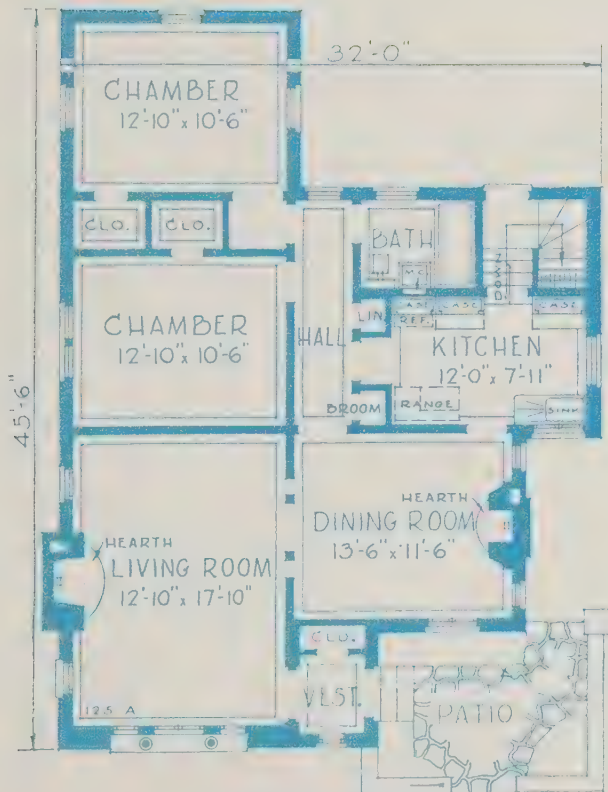 32'-0"
CHAMBER
12'-10" x 10'-6"
CLO.
CLO.
BATH
M.C.
DOWN
CHAMBER
12'-10" x 10'-6"
HALL
LIN.
CASE
CASE
CASE
REF.
KITCHEN
12'-0" x 7'-11"
BROOM
RANGE
SINK
45'-6"
HEARTH
LIVING ROOM
12'-10" x 17'-10"
HEARTH
DINING ROOM
13'-6" x 11'-6"
CLO.
VEST.
PATIO
125 A